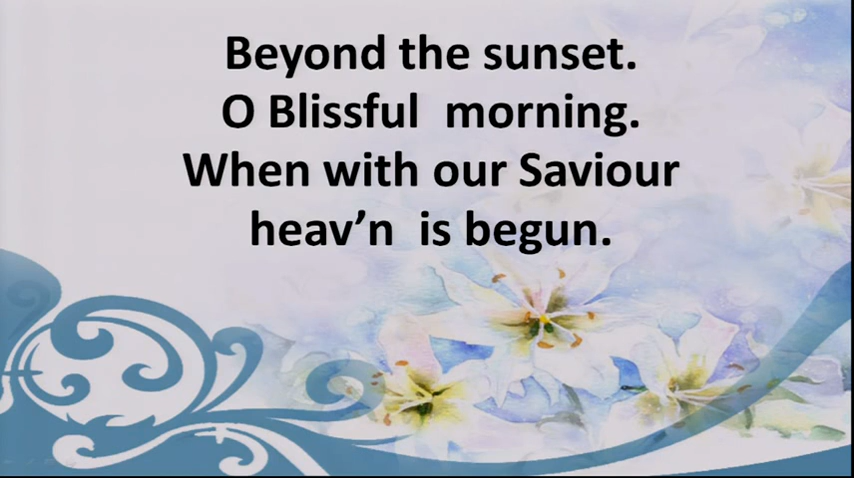 Beyond the sunset.
O Blissful  morning.
When with our Saviour
heav’n  is begun.